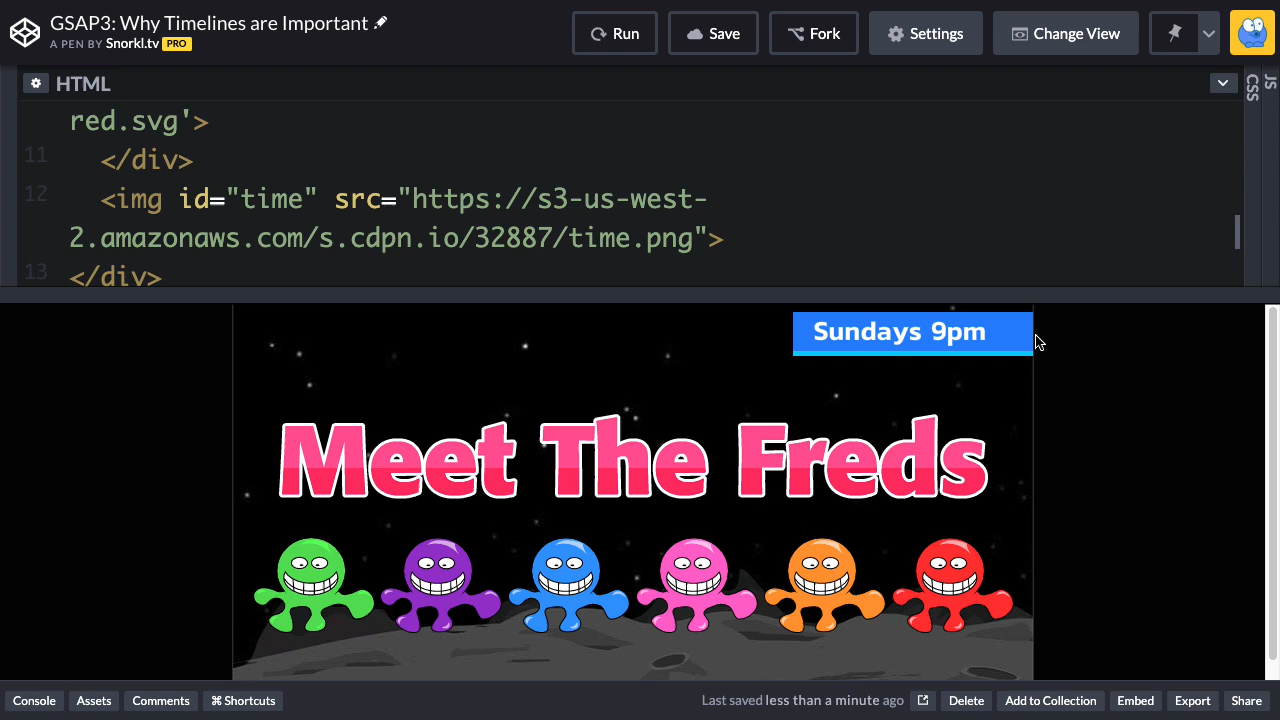 GSAP3: Why Timelines are Important
A PEN BY Snorkl.tv PRO
Run
Save
Fork
Settings
Change View
HTML
CSS
JS
red.svg'>
11 </div>
12 <img id="time" src="https://s3-us-west-
2.amazonaws.com/s.cdpn.io/32887/time.png">
13 </div>
Sundays 9pm
Meet The Freds
Console
Assets
Comments
⌘ Shortcuts
Last saved less than a minute ago
Delete
Add to Collection
Embed
Export
Share